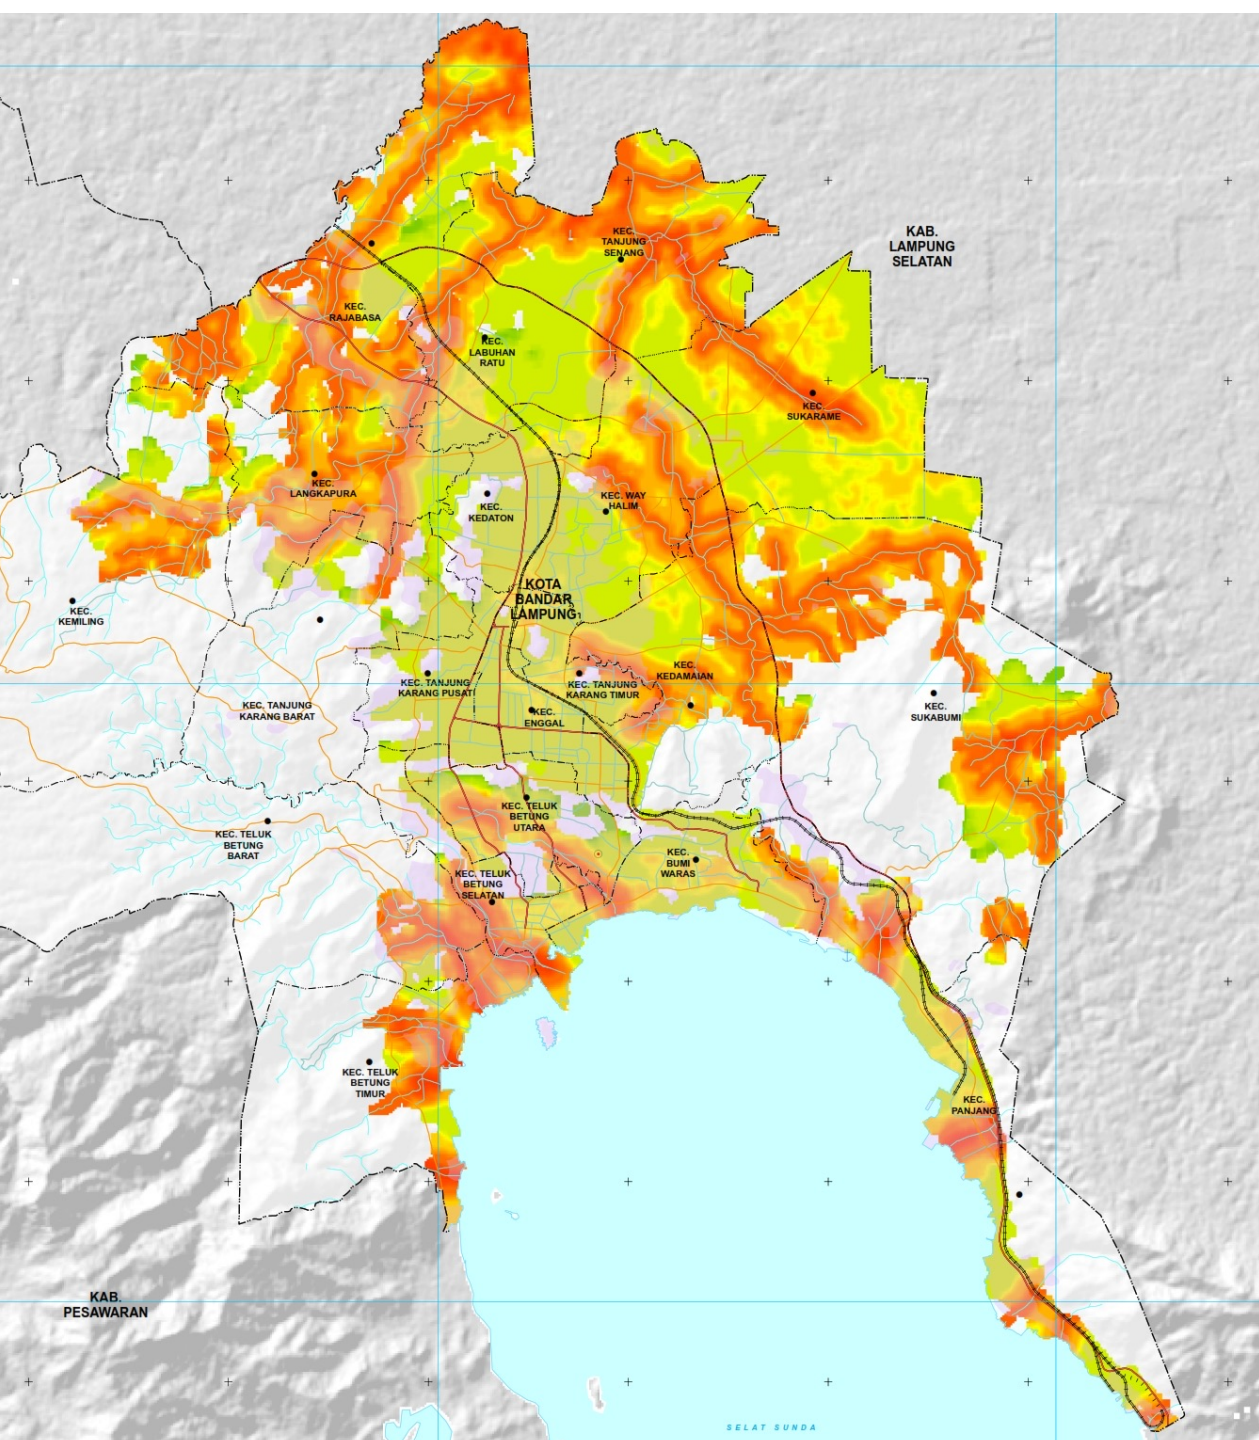 KAB.
LAMPUNG
SELATAN
KEC.
TANJUNG
SENANG
KEC.
RAJABASA
KEC.
LABUHAN
RATU
KEC.
SUKARAME
KEC.
LANGKAPURA
KEC.
KEDATON
KEC. WAY
HALIM
KOTA
BANDAR
LAMPUNG
KEC.
KEMILING
KEC. TANJUNG
KARANG PUSAT
KEC. TANJUNG
KARANG TIMUR
KEC.
KEDAMAIAN
KEC. TANJUNG
KARANG BARAT
KEC.
ENGGAL
KEC.
SUKABUMI
KEC. TELUK
BETUNG
UTARA
KEC. TELUK
BETUNG
BARAT
KEC.
BUMI
WARAS
KEC. TELUK
BETUNG
SELATAN
KEC. TELUK
BETUNG
TIMUR
KEC.
PANJANG
KAB.
PESAWARAN
SELAT SUNDA